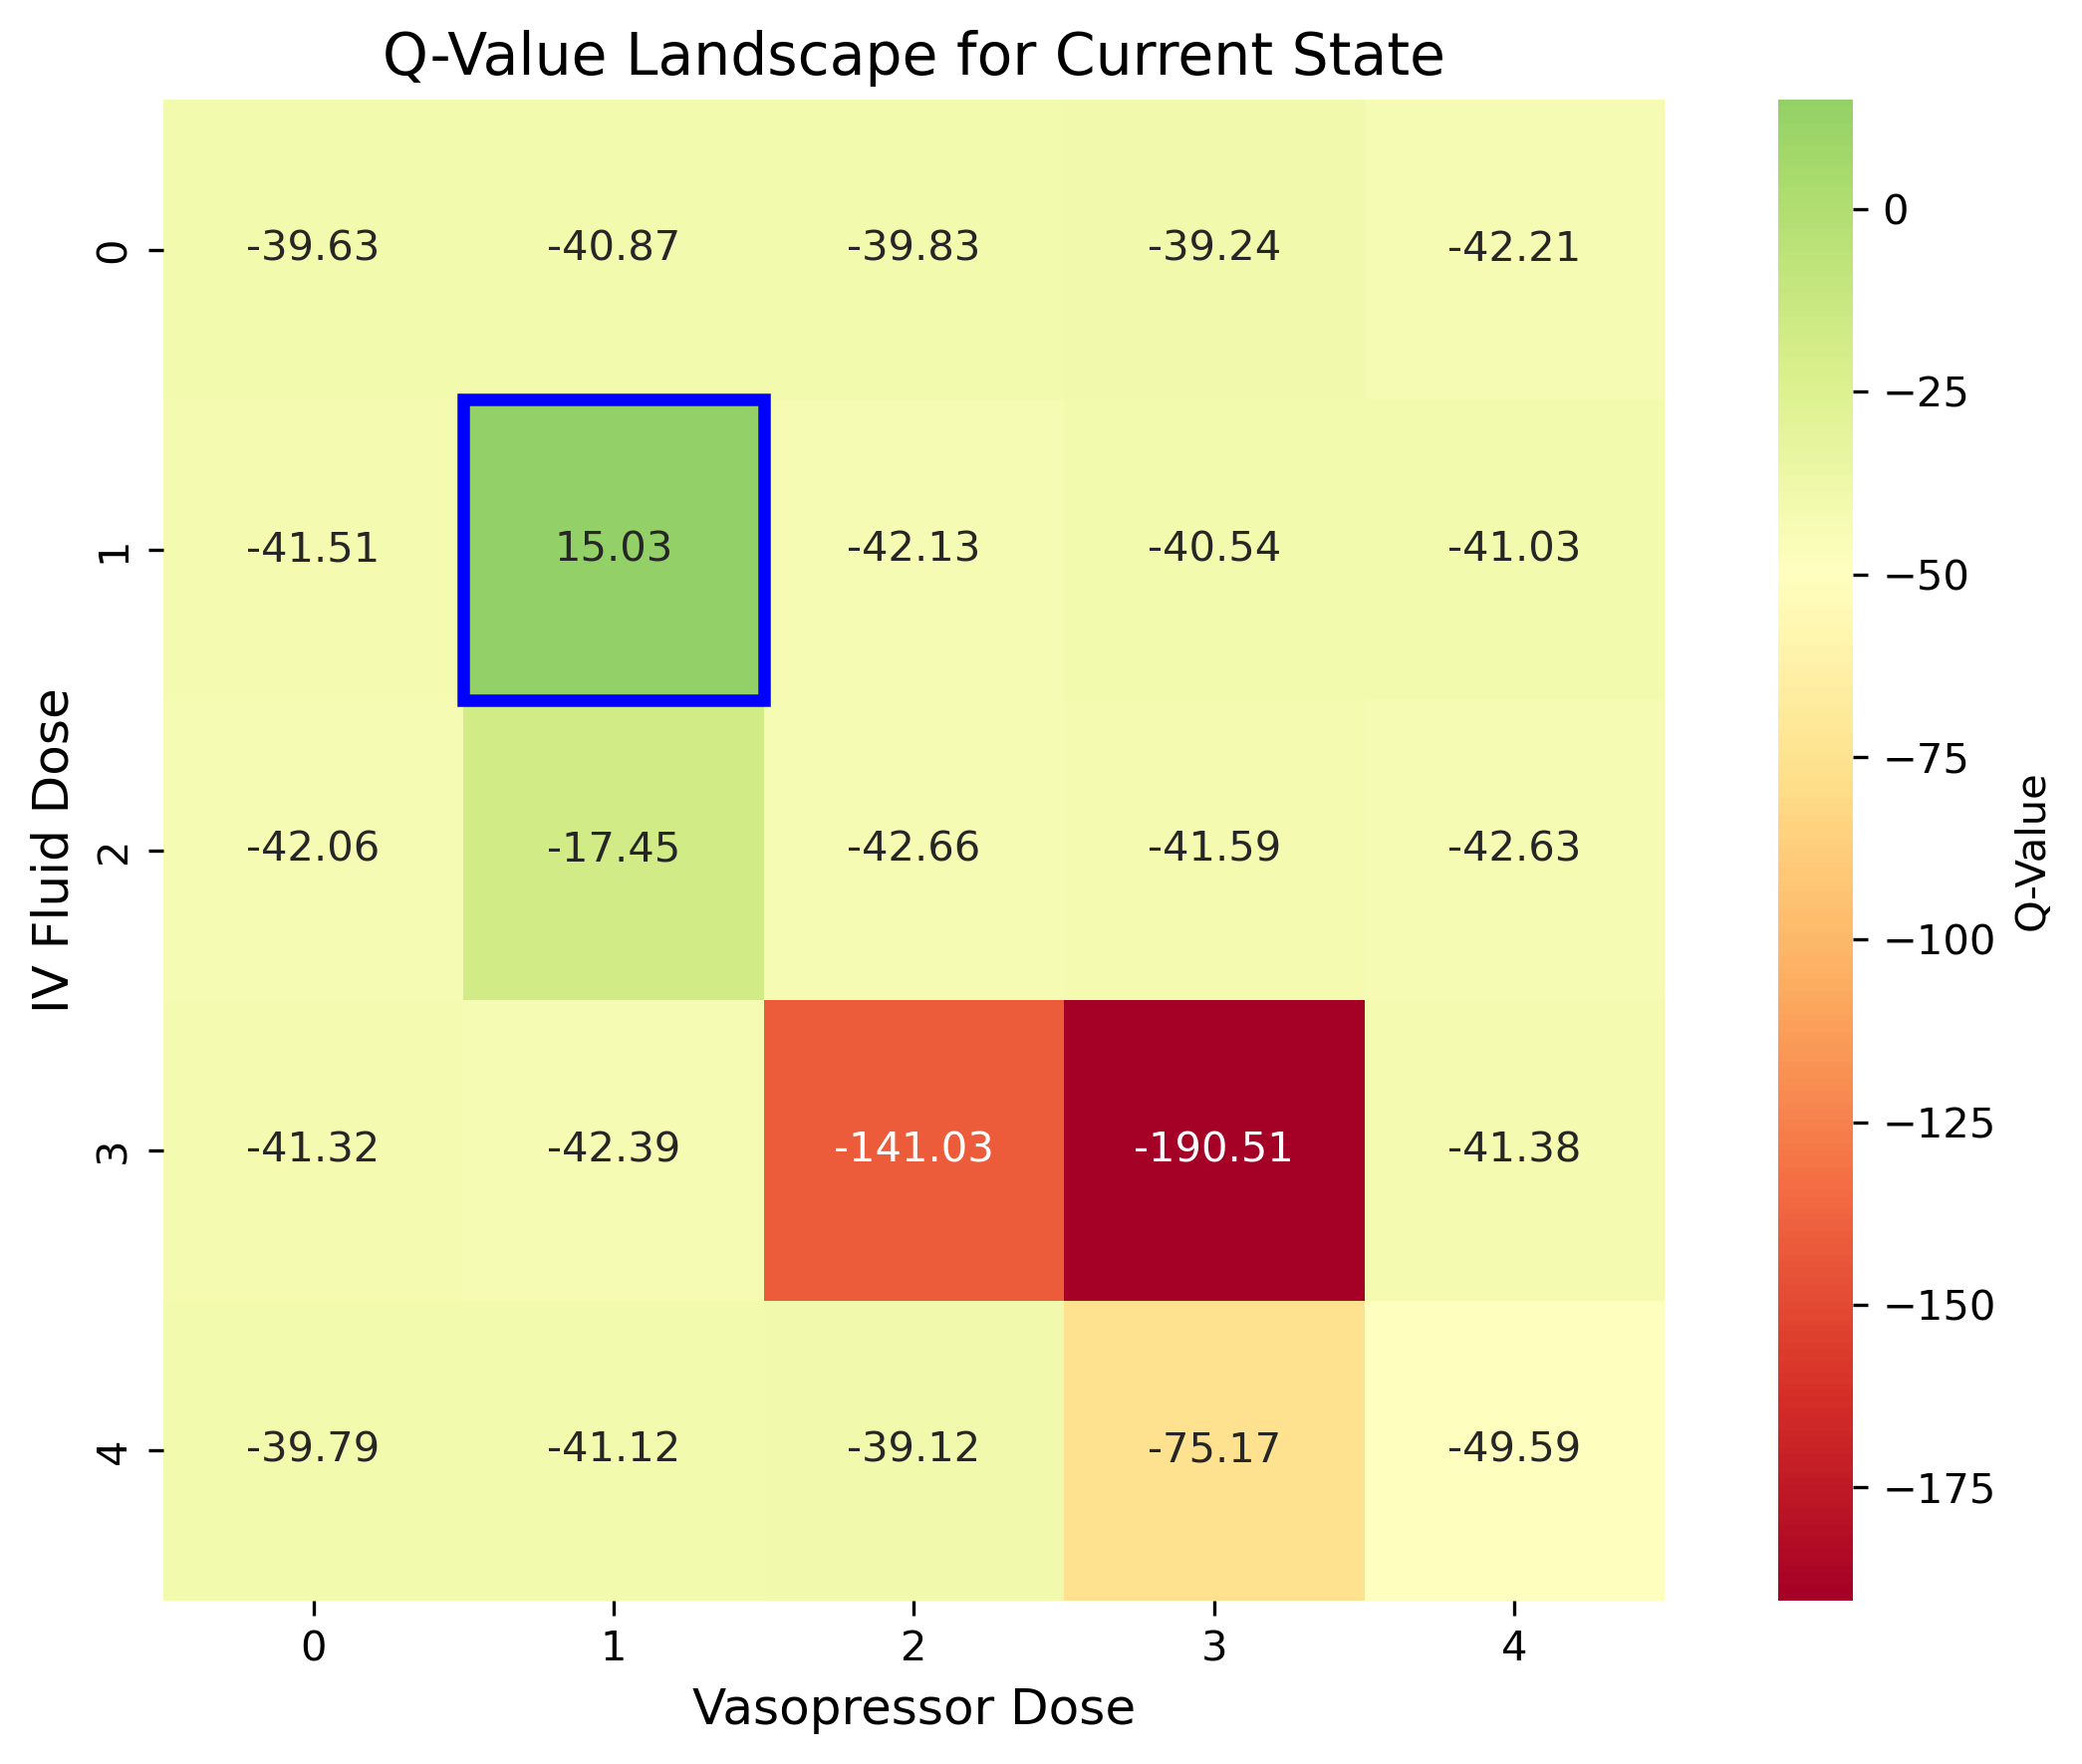 Q-Value Landscape for Current State
IV Fluid Dose
0 -39.63 -40.87 -39.83 -39.24 -42.21
1 -41.51 15.03 -42.13 -40.54 -41.03
2 -42.06 -17.45 -42.66 -41.59 -42.63
3 -41.32 -42.39 -141.03 -190.51 -41.38
4 -39.79 -41.12 -39.12 -75.17 -49.59
0 1 2 3 4
Vasopressor Dose
0
−25
−50
−75
−100
−125
−150
−175
Q-Value